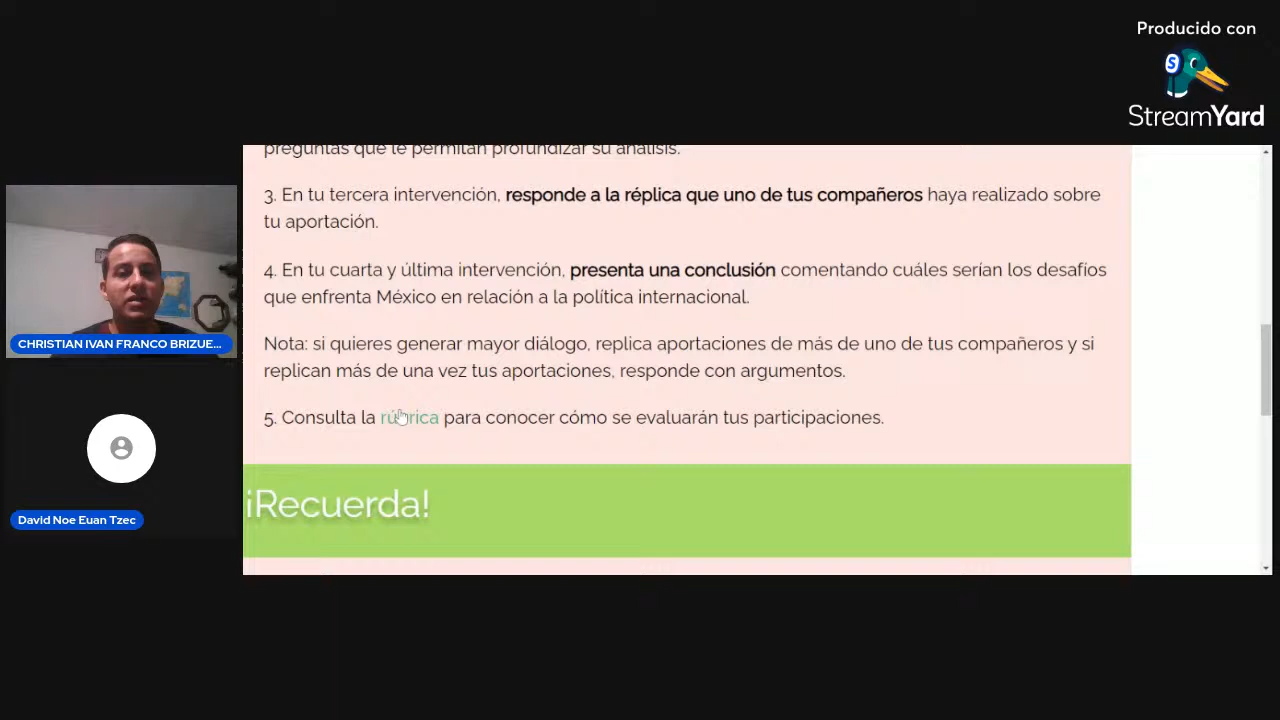 Producido con
StreamYard
preguntas que te permitan profundizar su análisis.
3. En tu tercera intervención, responde a la réplica que uno de tus compañeros haya realizado sobre
tu aportación.
4. En tu cuarta y última intervención, presenta una conclusión comentando cuáles serían los desafíos
que enfrenta México en relación a la política internacional.
Nota: si quieres generar mayor diálogo, replica aportaciones de más de uno de tus compañeros y si
replican más de una vez tus aportaciones, responde con argumentos.
5. Consulta la rúbrica para conocer cómo se evaluarán tus participaciones.
¡Recuerda!
CHRISTIAN IVAN FRANCO BRIZUE...
David Noe Euan Tzec